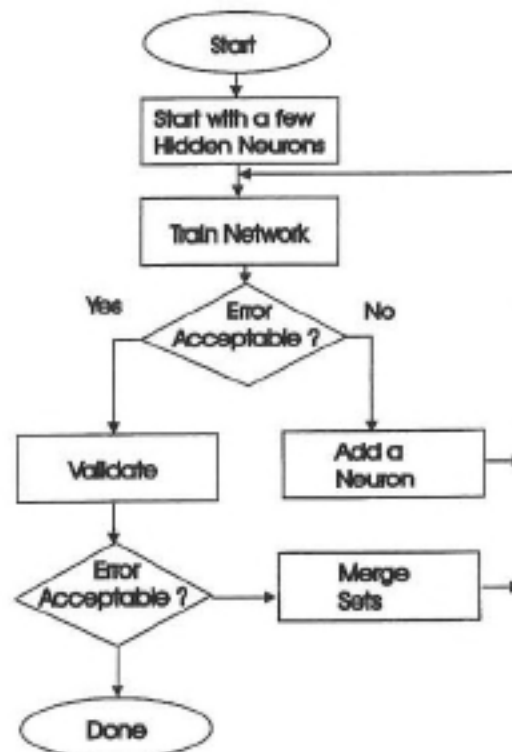 Start
Start with a few
Hidden Neurons
Train Network
Yes
Error
Acceptable ?
No
Validate
Add a
Neuron
Error
Acceptable ?
Merge
Sets
Done